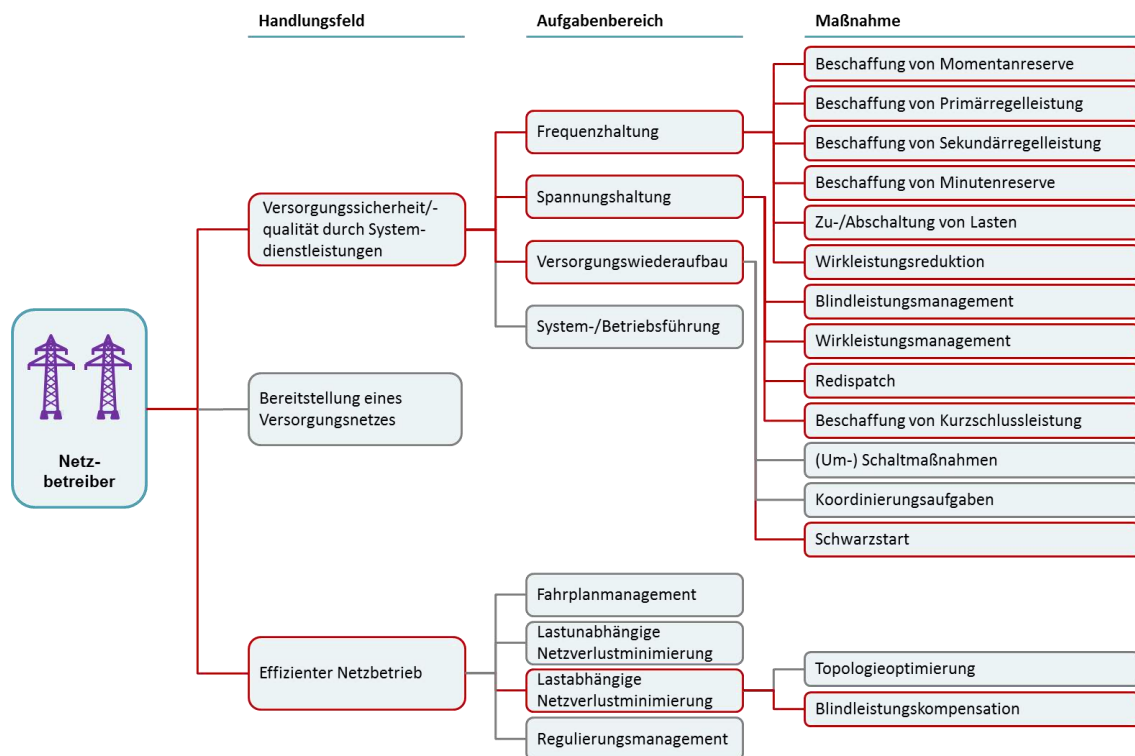 Handlungsfeld
Aufgabenbereich
Maßnahme
Netz-
betreiber
Versorgungssicherheit/-
qualität durch System-
dienstleistungen
Bereitstellung eines
Versorgungsnetzes
Effizienter Netzbetrieb
Frequenzhaltung
Spannungshaltung
Versorgungswiederaufbau
System-/Betriebsführung
Fahrplanmanagement
Lastunabhängige
Netzverlustminimierung
Lastabhängige
Netzverlustminimierung
Regulierungsmanagement
Beschaffung von Momentanreserve
Beschaffung von Primärregelleistung
Beschaffung von Sekundärregelleistung
Beschaffung von Minutenreserve
Zu-/Abschaltung von Lasten
Wirkleistungsreduktion
Blindleistungsmanagement
Wirkleistungsmanagement
Redispatch
Beschaffung von Kurzschlussleistung
(Um-) Schaltmaßnahmen
Koordinierungsaufgaben
Schwarzstart
Topologieoptimierung
Blindleistungskompensation